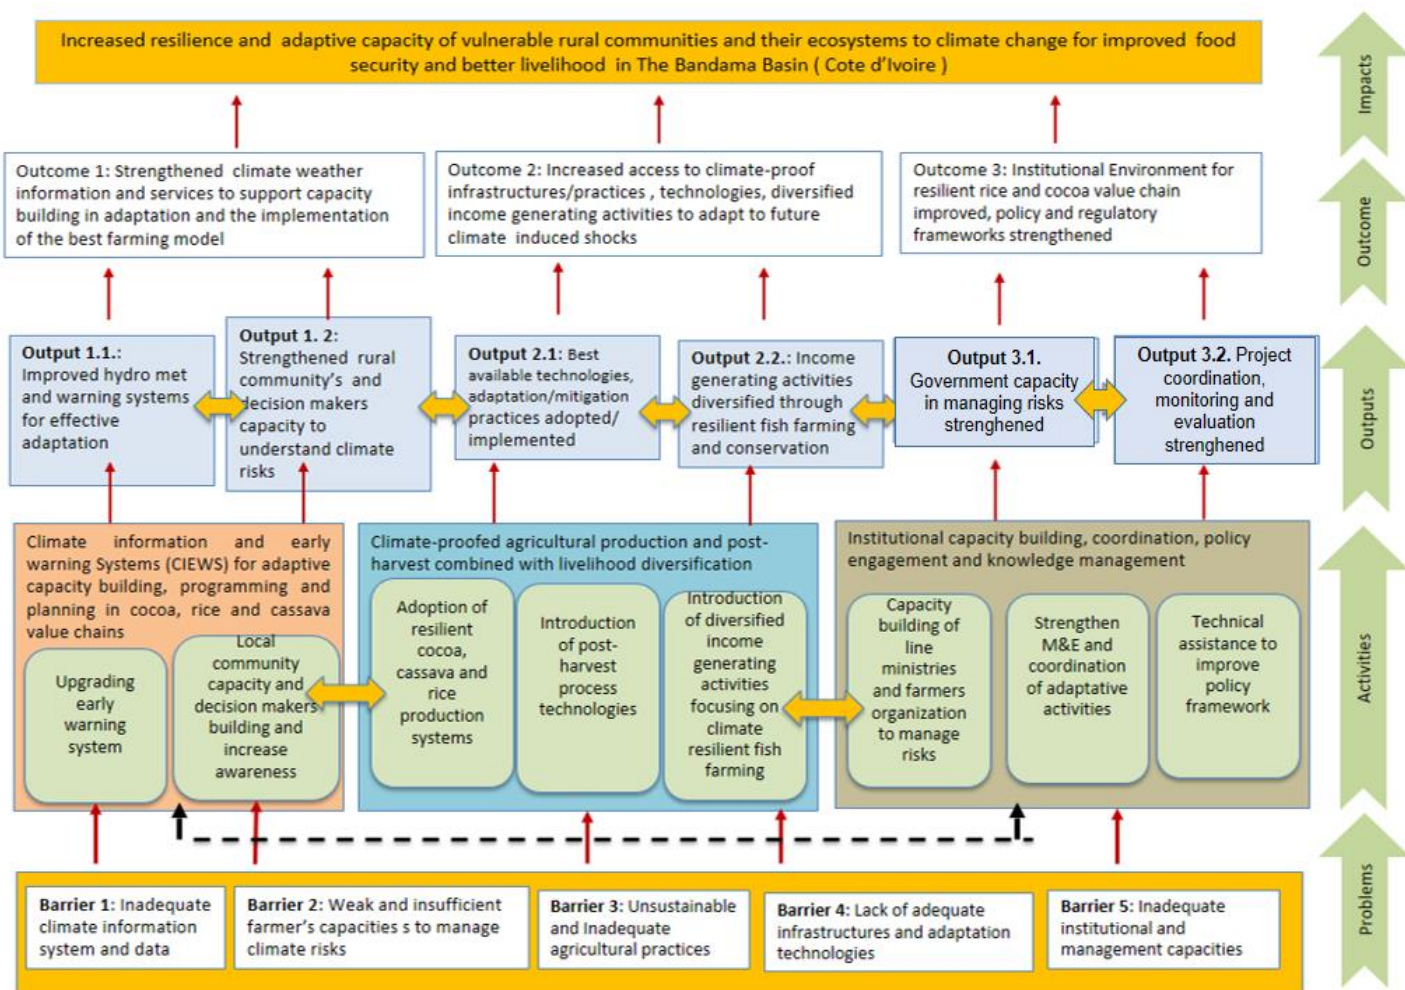 Increased resilience and adaptive capacity of vulnerable rural communities and their ecosystems to climate change for improved food
security and better livelihood in The Bandama Basin ( Cote d’Ivoire )
Impacts
Outcome 1: Strengthened climate weather
information and services to support capacity
building in adaptation and the implementation
of the best farming model
Outcome 2: Increased access to climate-proof
infrastructures/practices , technologies, diversified
income generating activities to adapt to future
climate induced shocks
Outcome 3: Institutional Environment for
resilient rice and cocoa value chain
improved, policy and regulatory
frameworks strengthened
Outcome
Output 1.1.:
Improved hydro met
and warning systems
for effective
adaptation
Output 1. 2:
Strengthened rural
community’s and
decision makers
capacity to
understand climate
risks
Output 2.1: Best
available technologies,
adaptation/mitigation
practices adopted/
implemented
Output 2.2.: Income
generating activities
diversified through
resilient fish farming
and conservation
Output 3.1.
Government capacity
in managing risks
strenghened
Output 3.2. Project
coordination,
monitoring and
evaluation
strenghened
Outputs
Climate information and early
warning Systems (CIEWS) for adaptive
capacity building, programming and
planning in cocoa, rice and cassava
value chains
Upgrading
early
warning
system
Local
community
capacity and
decision makers
building and
increase
awareness
Climate-proofed agricultural production and post-
harvest combined with livelihood diversification
Adoption of
resilient
cocoa,
cassava and
rice
production
systems
Introduction
of post-
harvest
process
technologies
Introduction
of diversified
income
generating
activities
focusing on
climate
resilient fish
farming
Institutional capacity building, coordination, policy
engagement and knowledge management
Capacity
building of
line
ministries
and farmers
organization
to manage
risks
Strengthen
M&E and
coordination
of adaptative
activities
Technical
assistance to
improve
policy
framework
Activities
Barrier 1: Inadequate
climate information
system and data
Barrier 2: Weak and insufficient
farmer’s capacities s to manage
climate risks
Barrier 3: Unsustainable
and Inadequate
agricultural practices
Barrier 4: Lack of adequate
infrastructures and adaptation
technologies
Barrier 5: Inadequate
institutional and
management capacities
Problems